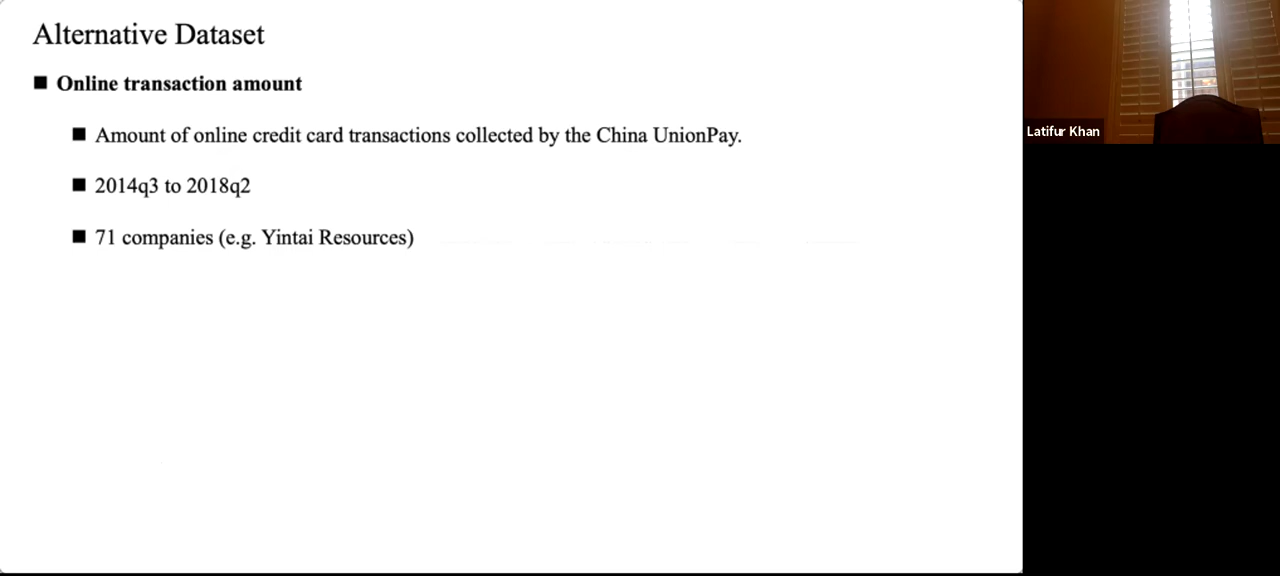 Alternative Dataset
■ Online transaction amount
■ Amount of online credit card transactions collected by the China UnionPay.
■ 2014q3 to 2018q2
■ 71 companies (e.g. Yintai Resources)
Latifur Khan